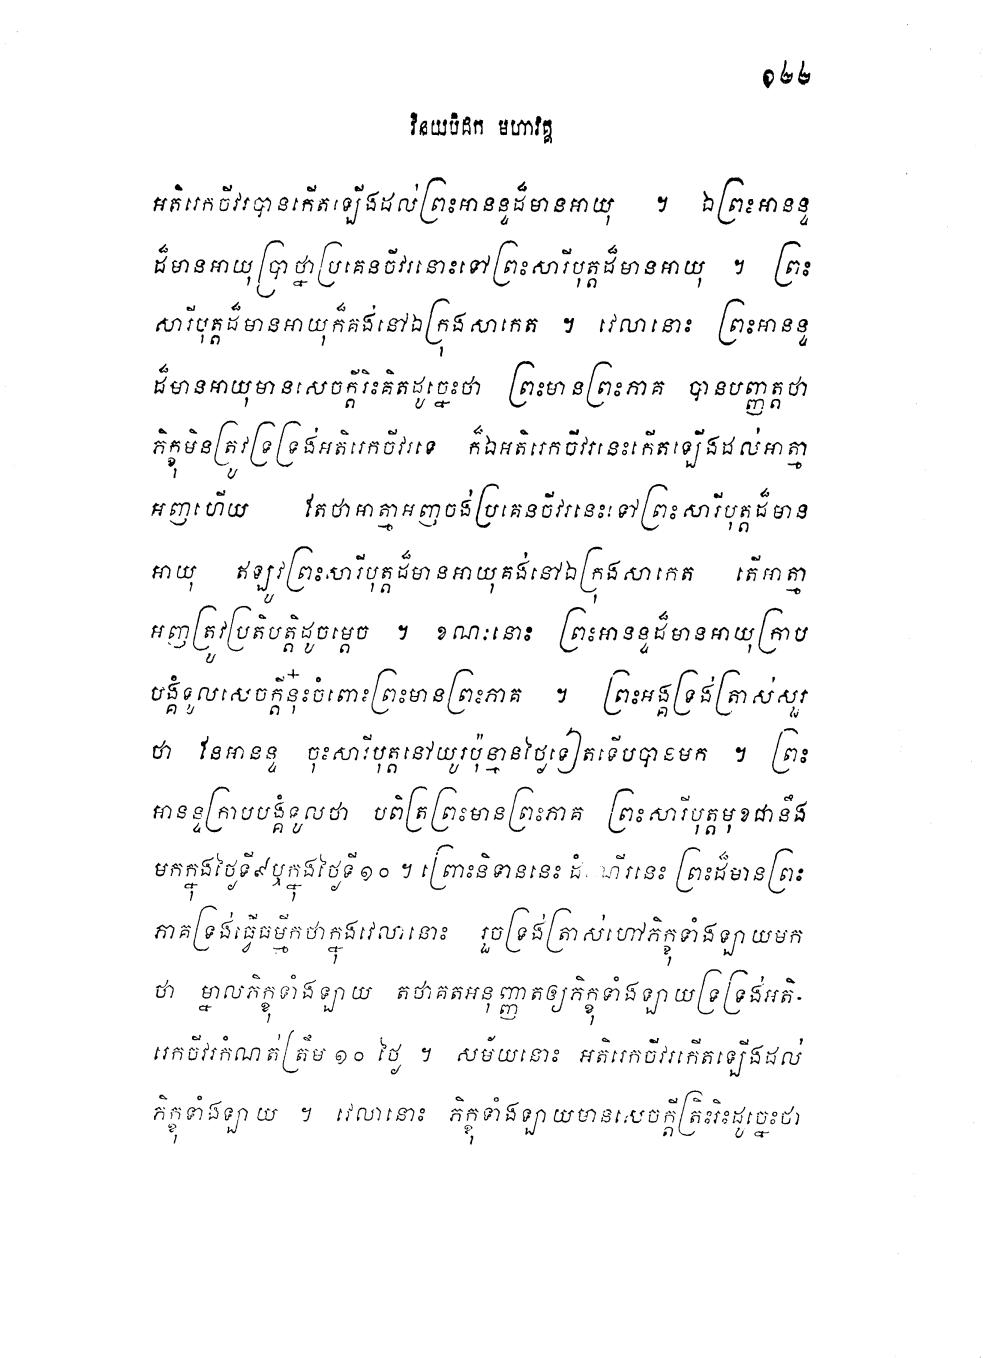 ១២២
វិនយបិដក មហាវគ្គ
អតិរេកចីវរបានកើតឡើងដល់ព្រះអានន្ទដ៏មានអាយុ ។ ឯព្រះអានន្ទ
ដ៏មានអាយុប្រាថ្នាប្រគេនចីវរនោះទៅព្រះសារីបុត្តដ៏មានអាយុ ។ ព្រះ
សារីបុត្តដ៏មានអាយុក៏គង់នៅឯក្រុងសាកេត ។ វេលានោះ ព្រះអានន្ទ
ដ៏មានអាយុមានសេចក្តីរិះគិតដូច្នេះថា ព្រះមានព្រះភាគ បានបញ្ញត្តថា
ភិក្ខុមិនត្រូវទ្រទ្រង់អតិរេកចីវរទេ ក៏ឯអតិរេកចីវរនេះកើតឡើងដល់អាត្មា
អញហើយ តែថាអាត្មាអញចង់ប្រគេនចីវរនេះទៅព្រះសារីបុត្តដ៏មាន
អាយុ ឥឡូវព្រះសារីបុត្តដ៏មានអាយុគង់នៅឯក្រុងសាកេត តើអាត្មា
អញត្រូវប្រតិបត្តិដូចម្តេច ។ ខណៈនោះ ព្រះអានន្ទដ៏មានអាយុក្រាប
បង្គំទូលសេចក្តីនុ៎ះចំពោះព្រះមានព្រះភាគ ។ ព្រះអង្គទ្រង់ត្រាស់សួរ
ថា នែអានន្ទ ចុះសារីបុត្តនៅយូរប៉ុន្មានថ្ងៃទៀតទើបបានមក ។ ព្រះ
អានន្ទក្រាបបង្គំទូលថា បពិត្រព្រះមានព្រះភាគ ព្រះសារីបុត្តមុខជានឹង
មកក្នុងថ្ងៃទី៩ឬក្នុងថ្ងៃទី១០ ។ ព្រោះនិទាននេះ ដំណើរនេះ ព្រះដ៏មានព្រះ
ភាគទ្រង់ធ្វើធម្មីកថាក្នុងវេលានោះ រួចទ្រង់ត្រាស់ហៅភិក្ខុទាំងឡាយមក
ថា ម្នាលភិក្ខុទាំងឡាយ តថាគតអនុញ្ញាតឲ្យភិក្ខុទាំងឡាយទ្រទ្រង់អតិ-
រេកចីវរកំណត់ត្រឹម ១០ ថ្ងៃ ។ សម័យនោះ អតិរេកចីវរកើតឡើងដល់
ភិក្ខុទាំងឡាយ ។ វេលានោះ ភិក្ខុទាំងឡាយមានសេចក្តីត្រិះរិះដូច្នេះថា